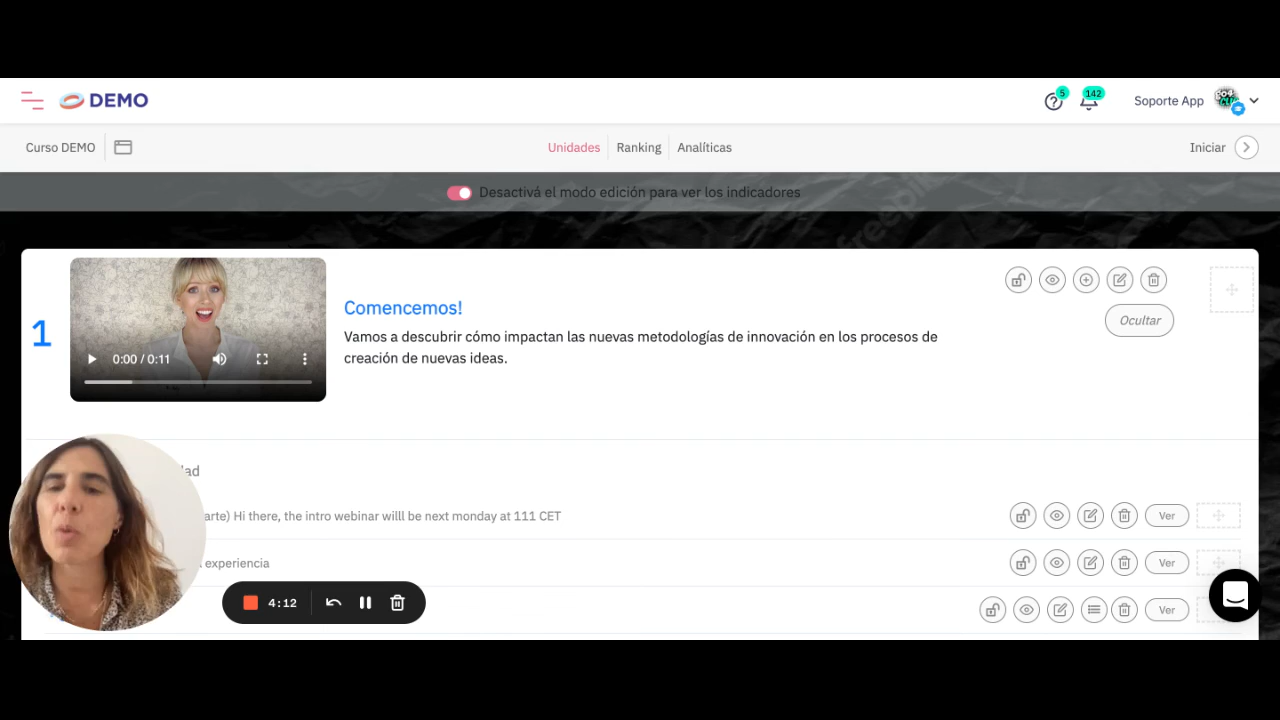 DEMO
5
142
Soporte App
Curso DEMO
Unidades
Ranking
Analíticas
Iniciar
Desactivá el modo edición para ver los indicadores
1
0:00 / 0:11
Comencemos!
Vamos a descubrir cómo impactan las nuevas metodologías de innovación en los procesos de
creación de nuevas ideas.
Ocultar
arte) Hi there, the intro webinar willl be next monday at 111 CET
Ver
experiencia
Ver
4:12
Ver